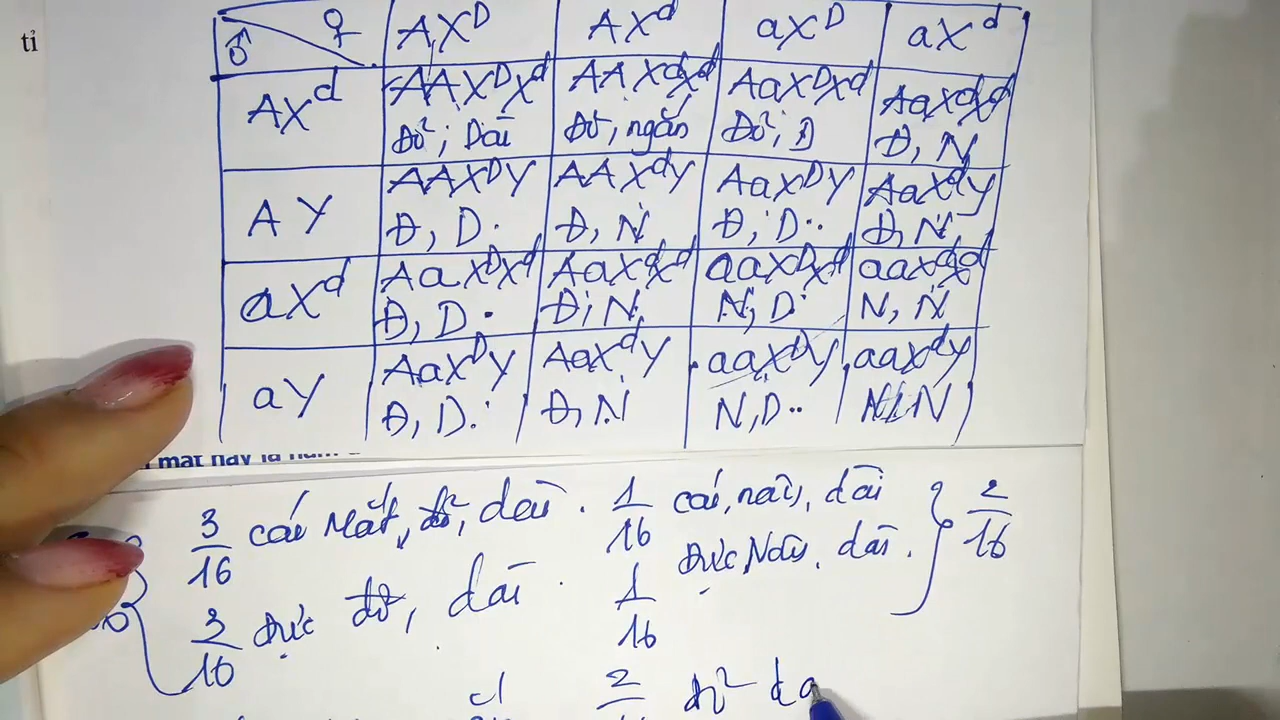 tỉ
♂ ♀ AX^D AX^d aX^D aX^d
AX^d AAX^DX^d AAX^dX^d AaX^DX^d AaX^dX^d
Đỏ; Dài Đỏ, ngắn Đỏ; D Đ, N
AY AAX^DY AAX^dY AaX^DY AaX^dY
Đ, D. Đ, N Đ, D.. Đ, N
aX^d AaX^DX^d AaX^dX^d aaX^DX^d aaX^dX^d
Đ, D. Đ, N N, D. N, N
aY AaX^DY AaX^dY aaX^DY aaX^dY
Đ, D. Đ, N N, D.. N, N
3/16 cái Mắt, đỏ, dài. 1/16 cái, nâu, dài } 2/16
3/16 Đực đỏ, dài. 1/16 Đực Nâu, dài.
2 đỏ